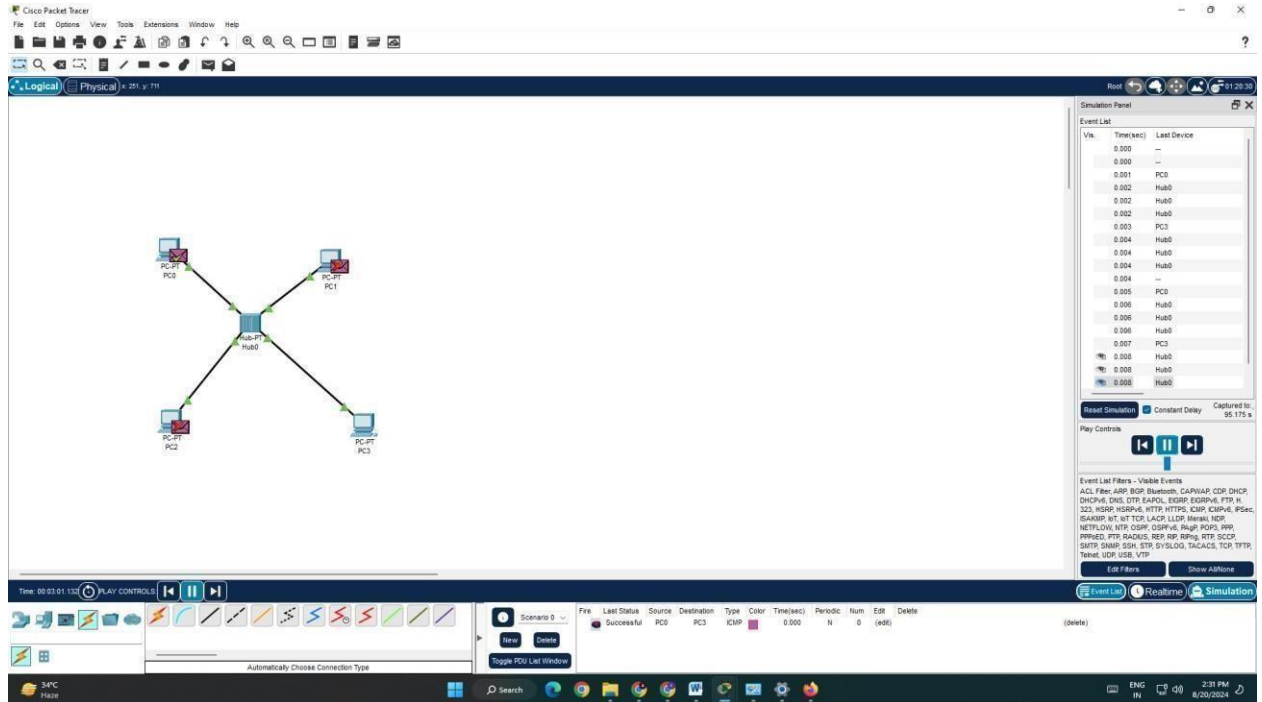 Cisco Packet Tracer
File Edit Options View Tools Extensions Window Help
?
Logical Physical x: 251, y: 711 Root 01:20:30
Simulation Panel
Event List
Vis. Time(sec) Last Device
0.000 --
0.000 --
0.001 PC0
0.002 Hub0
0.002 Hub0
0.002 Hub0
0.003 PC3
0.004 Hub0
0.004 Hub0
0.004 Hub0
0.004 --
0.005 PC0
0.006 Hub0
0.006 Hub0
0.006 Hub0
0.007 PC3
0.008 Hub0
0.008 Hub0
0.008 Hub0
Reset Simulation Constant Delay Captured to:
95.175 s
Play Controls
PC-PT
PC0
PC-PT
PC1
Hub-PT
Hub0
PC-PT
PC2
PC-PT
PC3
Event List Filters - Visible Events
ACL Filter, ARP, BGP, Bluetooth, CAPWAP, CDP, DHCP,
DHCPv6, DNS, DTP, EAPOL, EIGRP, EIGRPv6, FTP, H.
323, HSRP, HSRPv6, HTTP, HTTPS, ICMP, ICMPv6, IPSec,
ISAKMP, IoT, IoT TCP, LACP, LLDP, Meraki, NDP,
NETFLOW, NTP, OSPF, OSPFv6, PAgP, POP3, PPP,
PPPoED, PTP, RADIUS, REP, RIP, RIPng, RTP, SCCP,
SMTP, SNMP, SSH, STP, SYSLOG, TACACS, TCP, TFTP,
Telnet, UDP, USB, VTP
Edit Filters Show All/None
Time: 00:03:01.132 PLAY CONTROLS: Event List Realtime Simulation
Scenario 0
New Delete
Toggle PDU List Window
Fire Last Status Source Destination Type Color Time(sec) Periodic Num Edit Delete
Successful PC0 PC3 ICMP 0.000 N 0 (edit) (delete)
Automatically Choose Connection Type
34°C
Haze
Search
ENG
IN
2:31 PM
8/20/2024